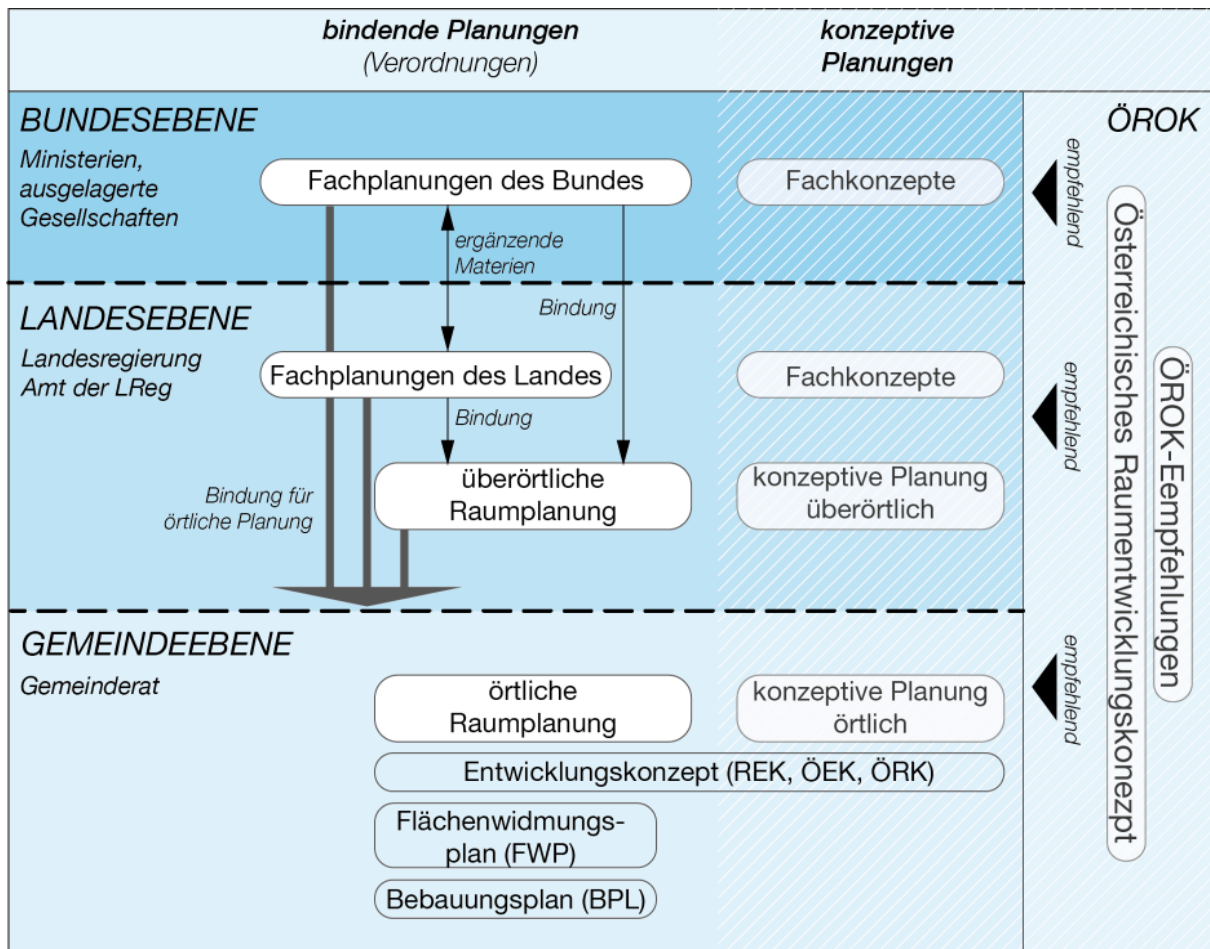 bindende Planungen
(Verordnungen)
konzeptive
Planungen
BUNDESEBENE
Ministerien,
ausgelagerte
Gesellschaften
Fachplanungen des Bundes
Fachkonzepte
ergänzende
Materien
Bindung
LANDESEBENE
Landesregierung
Amt der LReg
Fachplanungen des Landes
Fachkonzepte
Bindung
überörtliche
Raumplanung
konzeptive Planung
überörtlich
Bindung für
örtliche Planung
GEMEINDEEBENE
Gemeinderat
örtliche
Raumplanung
konzeptive Planung
örtlich
Entwicklungskonzept (REK, ÖEK, ÖRK)
Flächenwidmungs-
plan (FWP)
Bebauungsplan (BPL)
ÖROK
empfehlend
empfehlend
empfehlend
Österreichisches Raumentwicklungskonezpt
ÖROK-Eempfehlungen